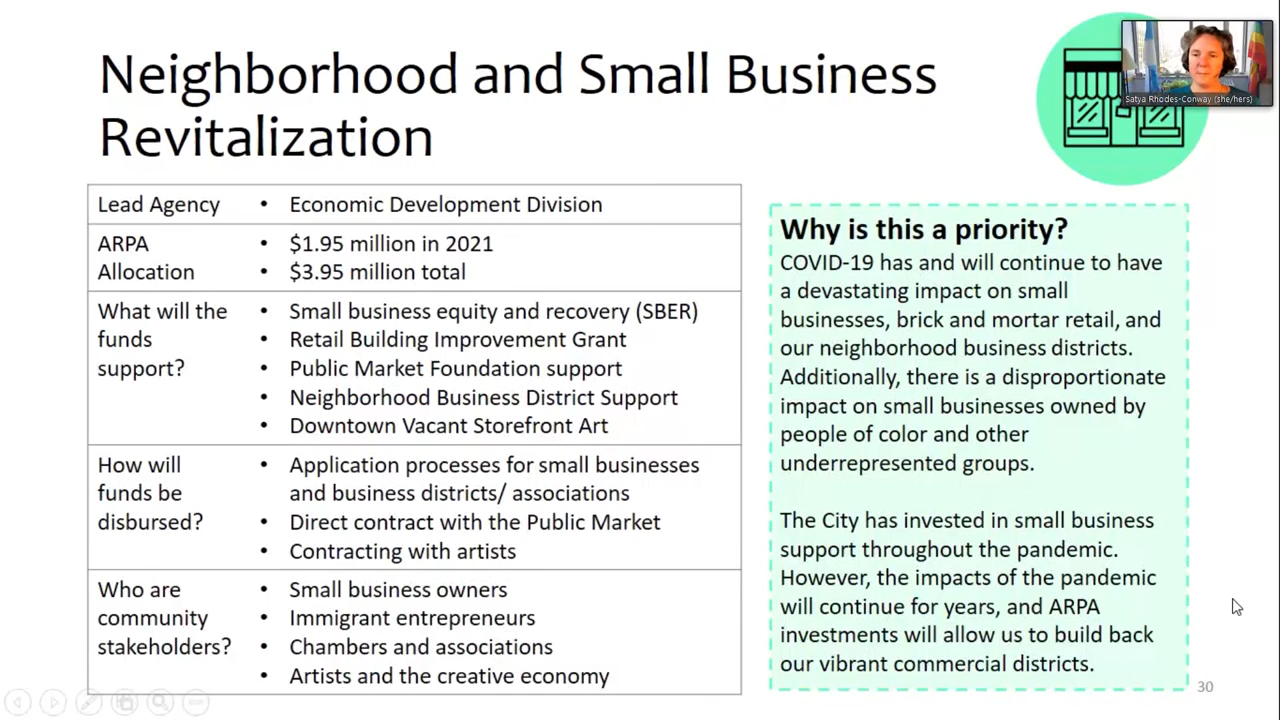 Neighborhood and Small Business
Revitalization
Satya Rhodes-Conway (she/hers)
Lead Agency
• Economic Development Division
ARPA
Allocation
• $1.95 million in 2021
• $3.95 million total
What will the
funds
support?
• Small business equity and recovery (SBER)
• Retail Building Improvement Grant
• Public Market Foundation support
• Neighborhood Business District Support
• Downtown Vacant Storefront Art
How will
funds be
disbursed?
• Application processes for small businesses
and business districts/ associations
• Direct contract with the Public Market
• Contracting with artists
Who are
community
stakeholders?
• Small business owners
• Immigrant entrepreneurs
• Chambers and associations
• Artists and the creative economy
Why is this a priority?
COVID-19 has and will continue to have
a devastating impact on small
businesses, brick and mortar retail, and
our neighborhood business districts.
Additionally, there is a disproportionate
impact on small businesses owned by
people of color and other
underrepresented groups.
The City has invested in small business
support throughout the pandemic.
However, the impacts of the pandemic
will continue for years, and ARPA
investments will allow us to build back
our vibrant commercial districts.
30